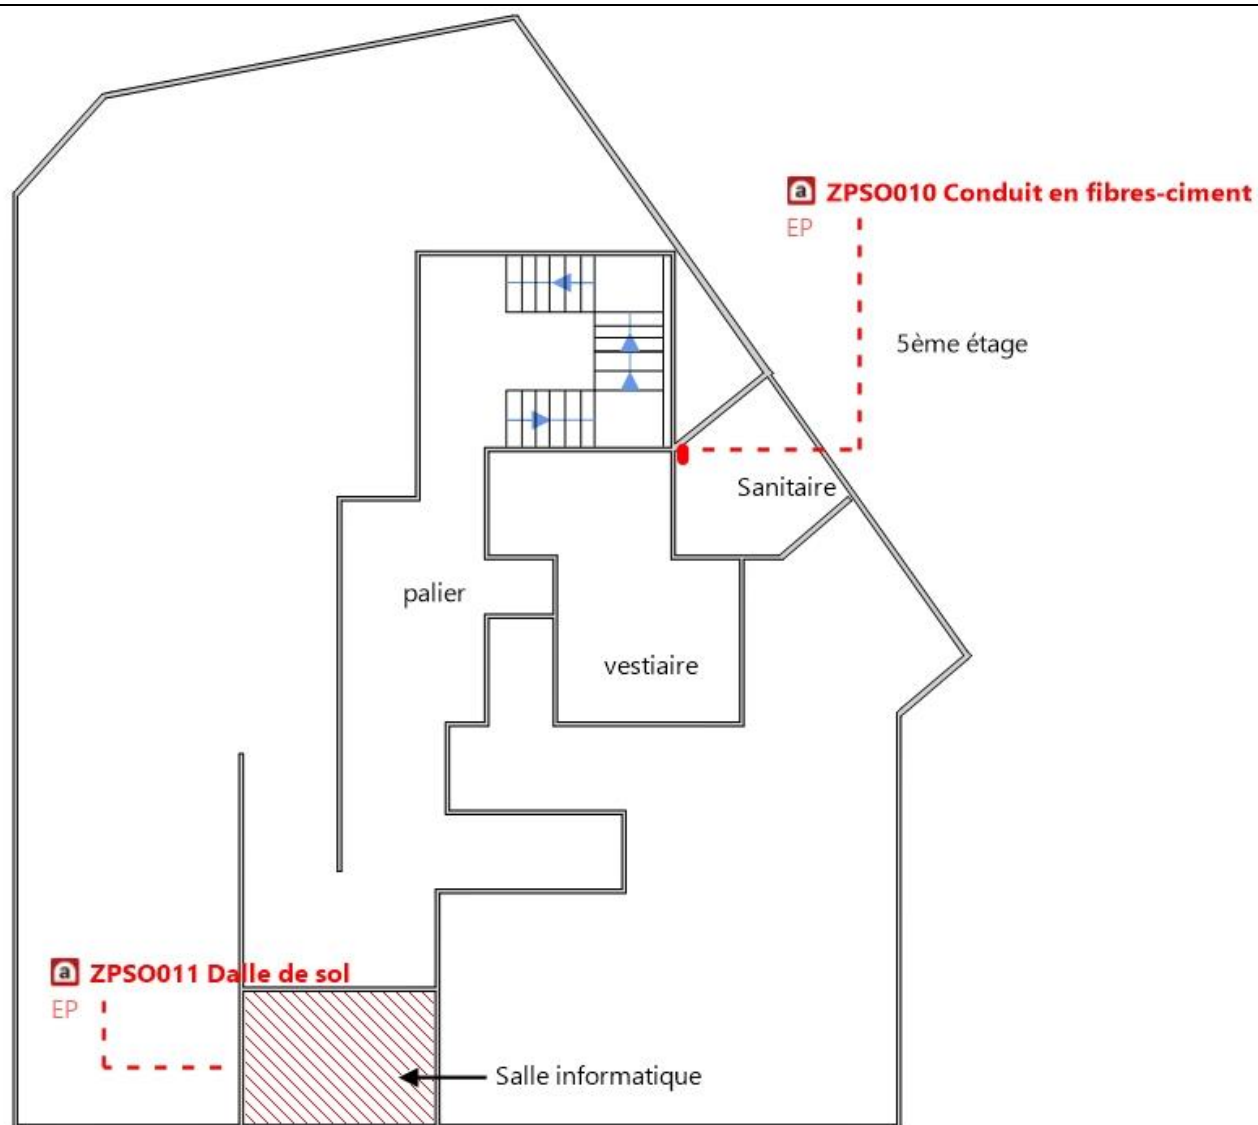 a ZPSO010 Conduit en fibres-ciment
EP
5ème étage
Sanitaire
palier
vestiaire
a ZPSO011 Dalle de sol
EP
Salle informatique